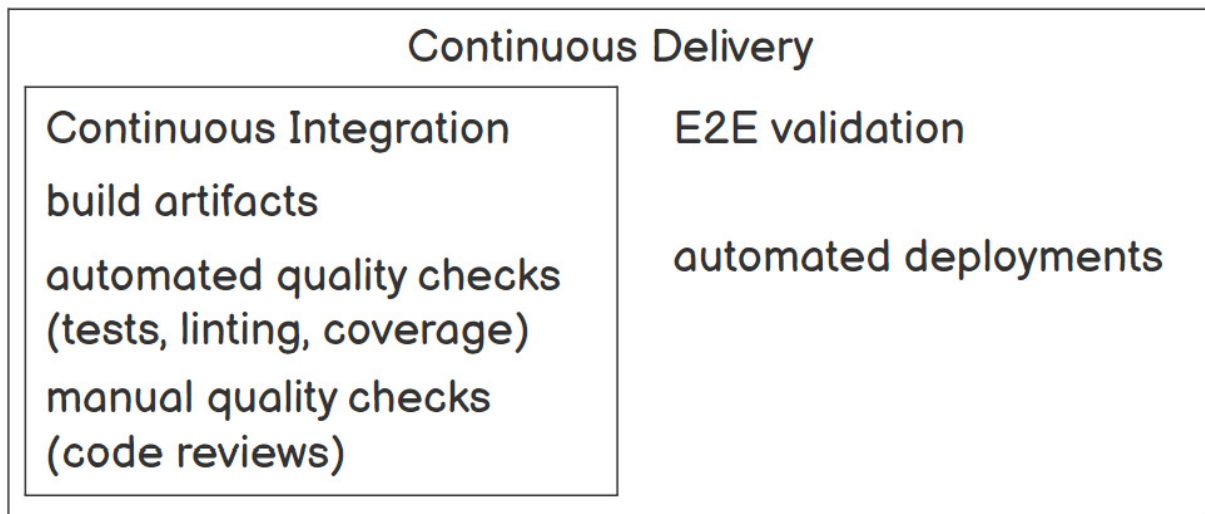 Continuous Delivery
Continuous Integration
build artifacts
automated quality checks
(tests, linting, coverage)
manual quality checks
(code reviews)
E2E validation
automated deployments